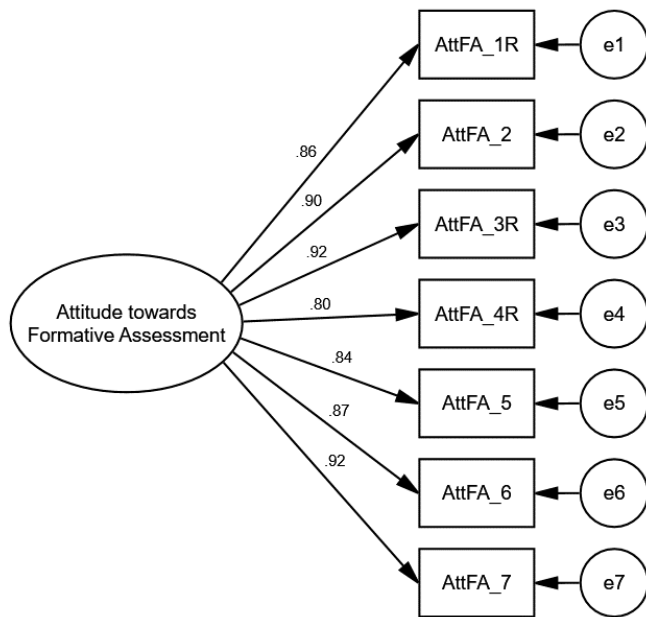 AttFA_1R
e1
.86
AttFA_2
e2
.90
AttFA_3R
e3
.92
Attitude towards
Formative Assessment
.80
AttFA_4R
e4
.84
AttFA_5
e5
.87
AttFA_6
e6
.92
AttFA_7
e7